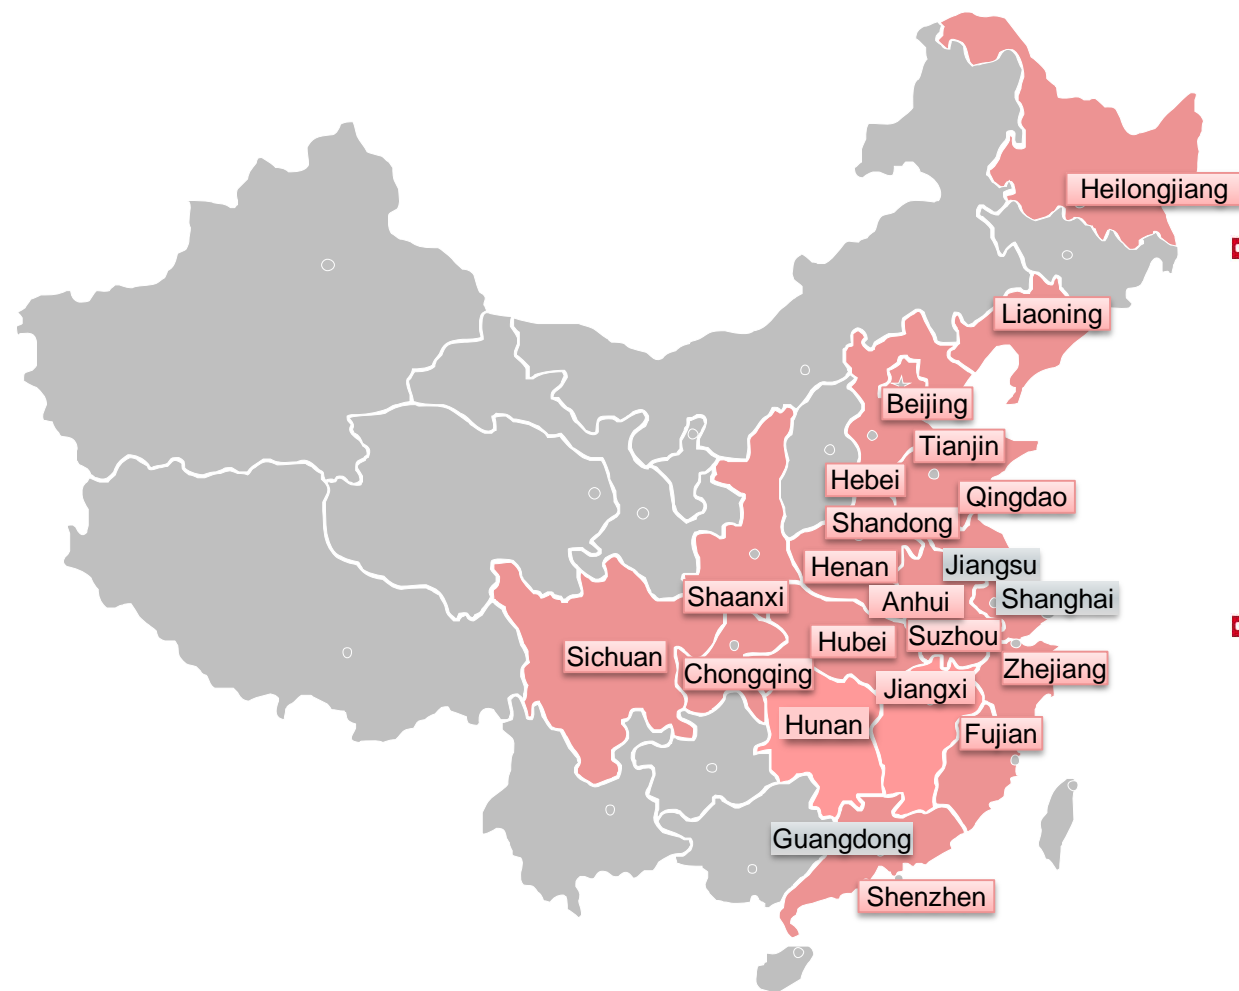 Heilongjiang
Liaoning
Beijing
Tianjin
Hebei
Qingdao
Shandong
Henan
Jiangsu
Shaanxi
Anhui
Shanghai
Sichuan
Hubei
Suzhou
Chongqing
Jiangxi
Zhejiang
Hunan
Fujian
Guangdong
Shenzhen